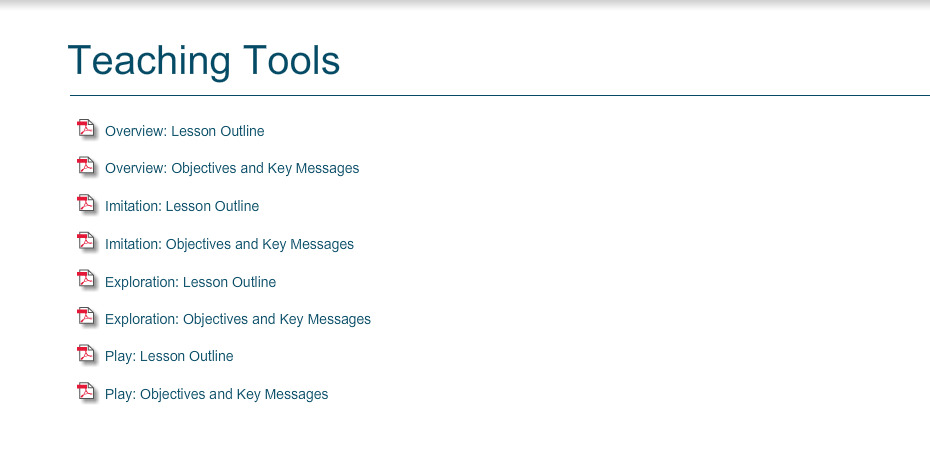 Teaching Tools
Overview: Lesson Outline
Overview: Objectives and Key Messages
Imitation: Lesson Outline
Imitation: Objectives and Key Messages
Exploration: Lesson Outline
Exploration: Objectives and Key Messages
Play: Lesson Outline
Play: Objectives and Key Messages